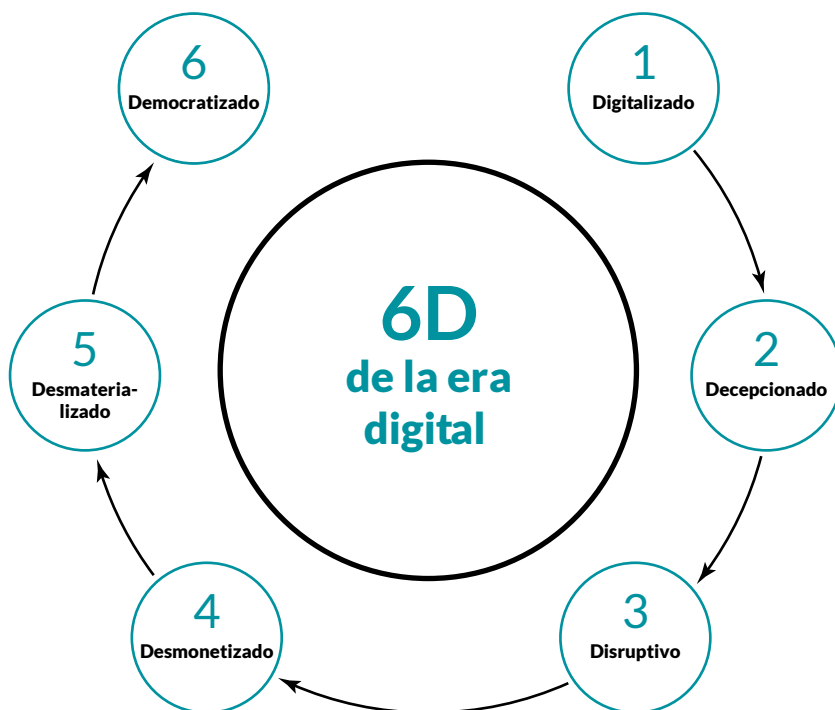 6D
de la era
digital
1
Digitalizado
2
Decepcionado
3
Disruptivo
4
Desmonetizado
5
Desmateria-
lizado
6
Democratizado